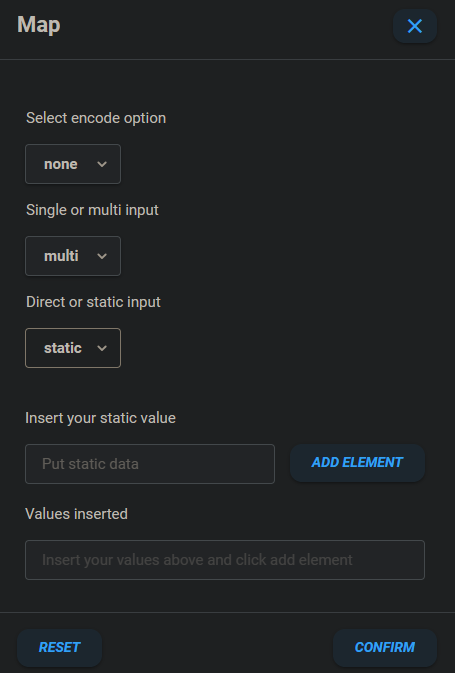 Map
Select encode option
none
Single or multi input
multi
Direct or static input
static
Insert your static value
Put static data
ADD ELEMENT
Values inserted
Insert your values above and click add element
RESET
CONFIRM